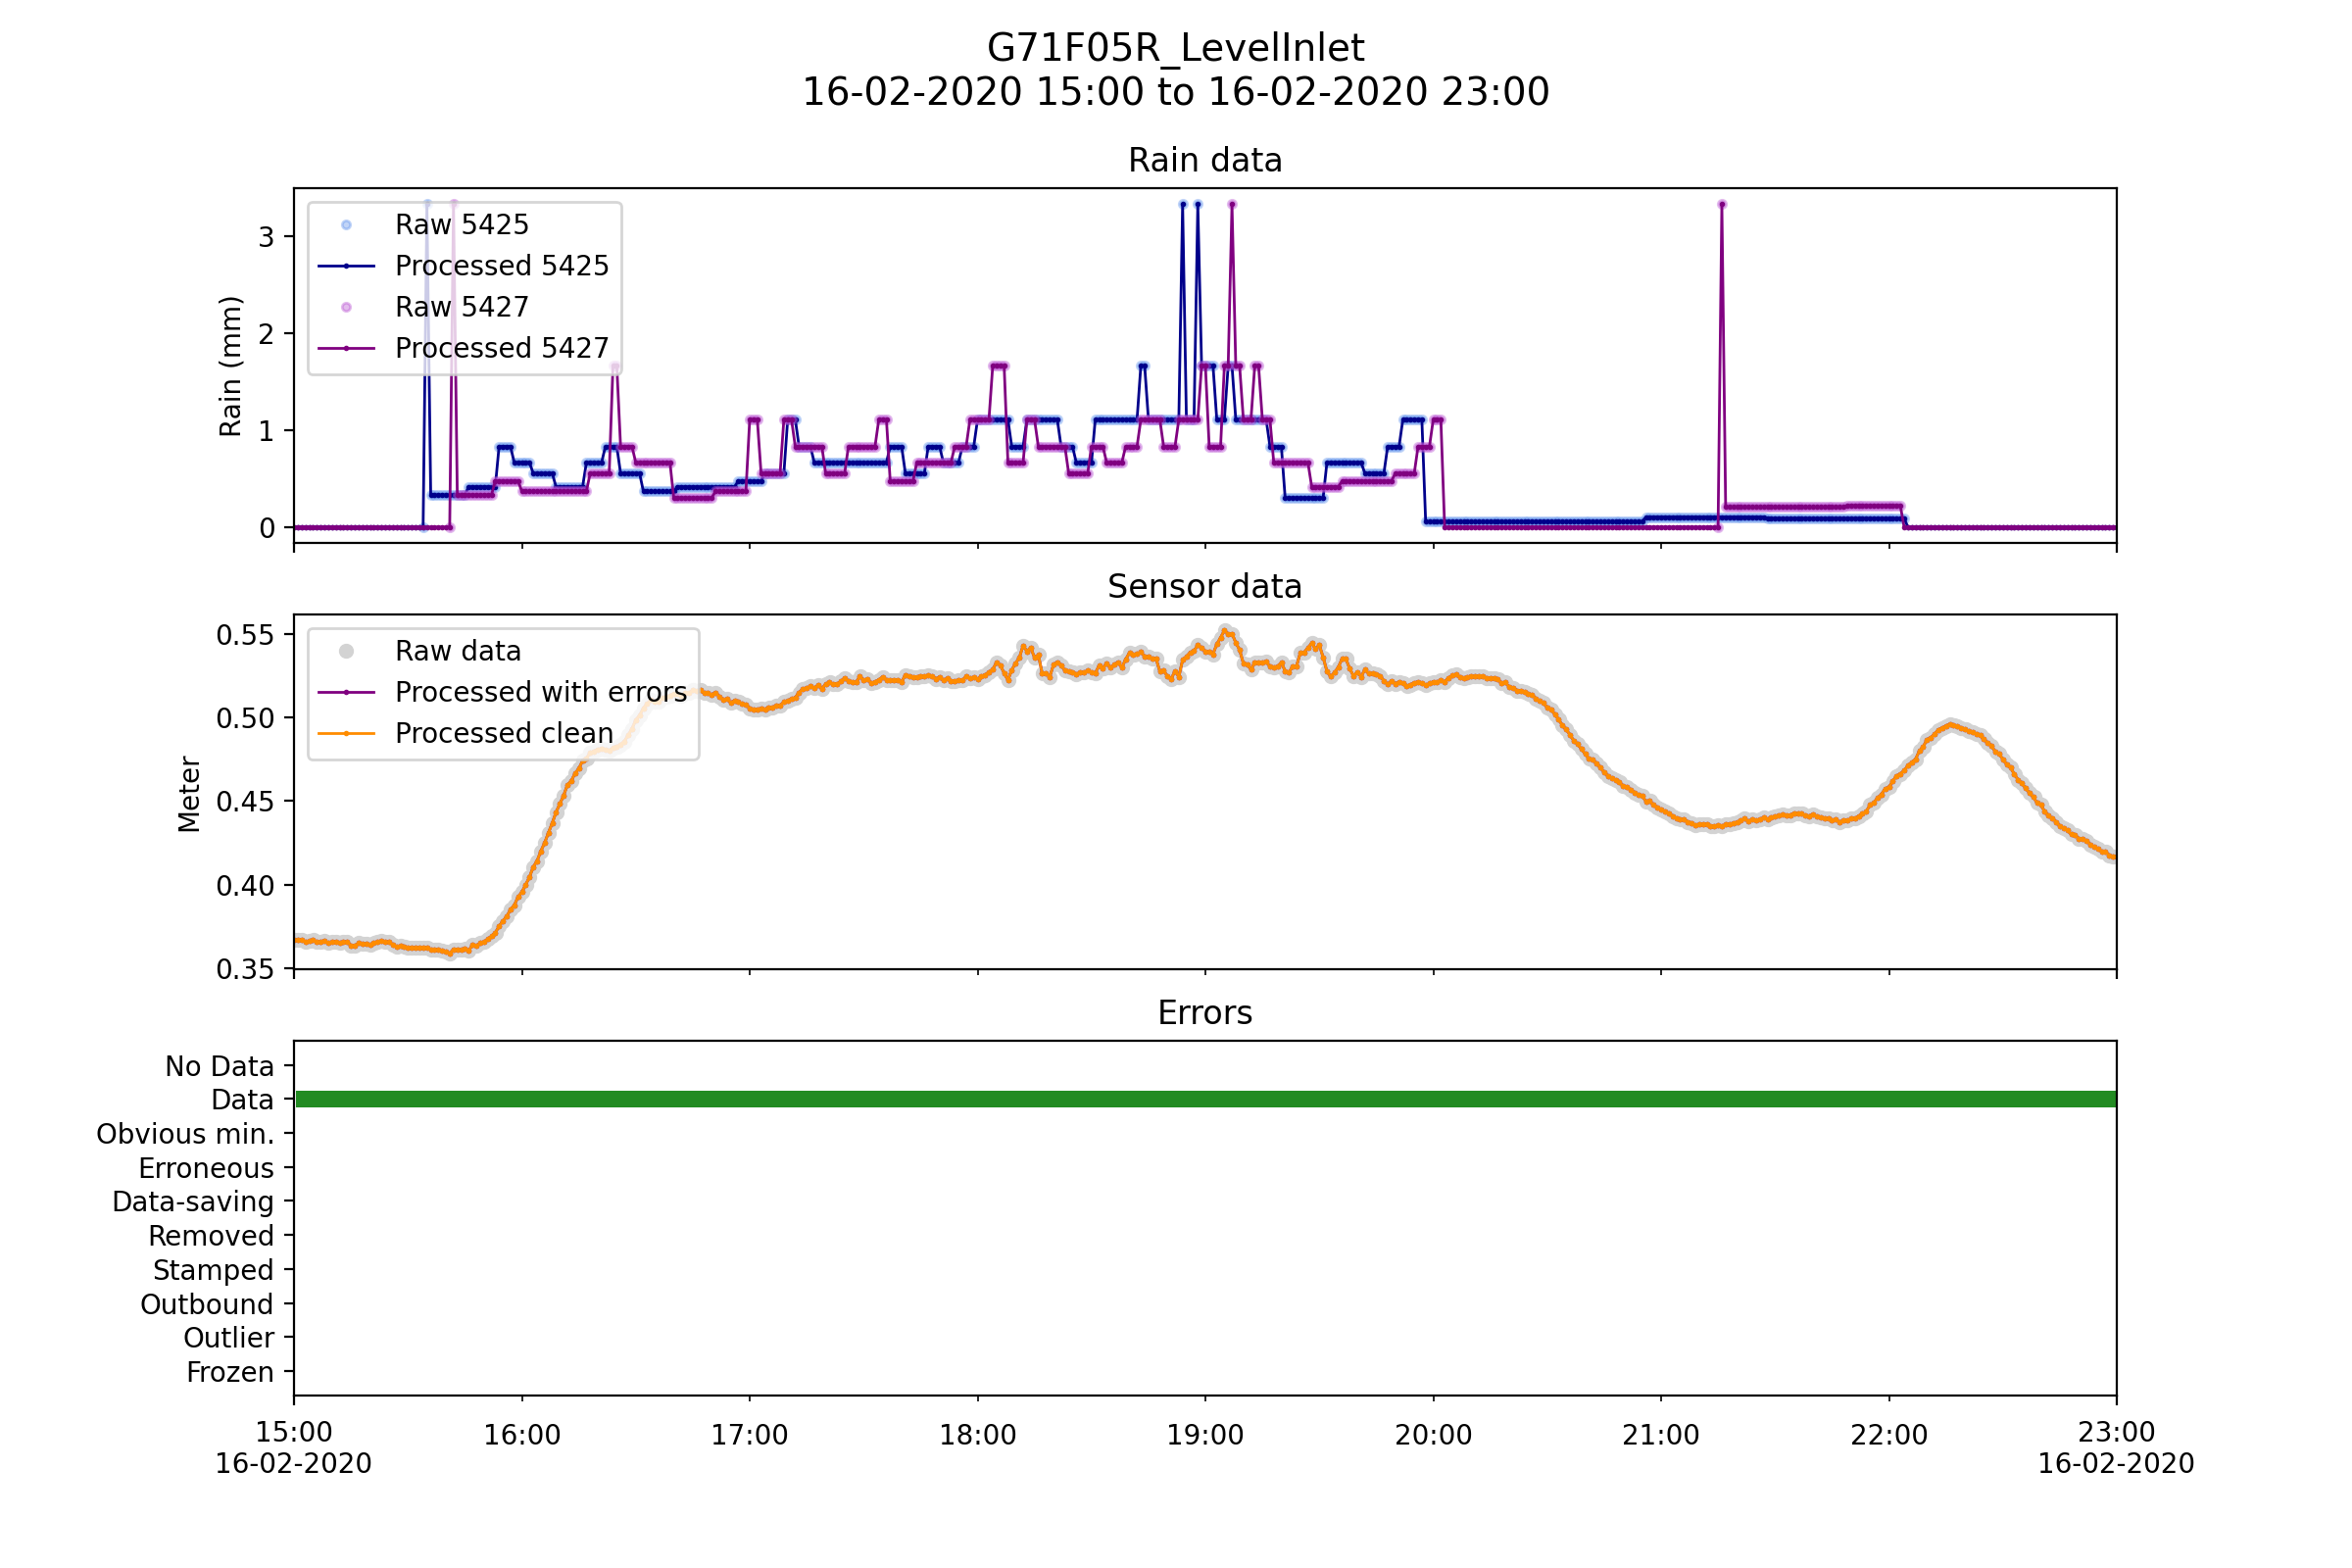 G71F05R_LevelInlet
16-02-2020 15:00 to 16-02-2020 23:00
Rain data
3
2
1
0
Rain (mm)
Raw 5425
Processed 5425
Raw 5427
Processed 5427
Sensor data
0.55
0.50
0.45
0.40
0.35
Meter
Raw data
Processed with errors
Processed clean
Errors
No Data
Data
Obvious min.
Erroneous
Data-saving
Removed
Stamped
Outbound
Outlier
Frozen
15:00 16:00 17:00 18:00 19:00 20:00 21:00 22:00 23:00
16-02-2020 16-02-2020